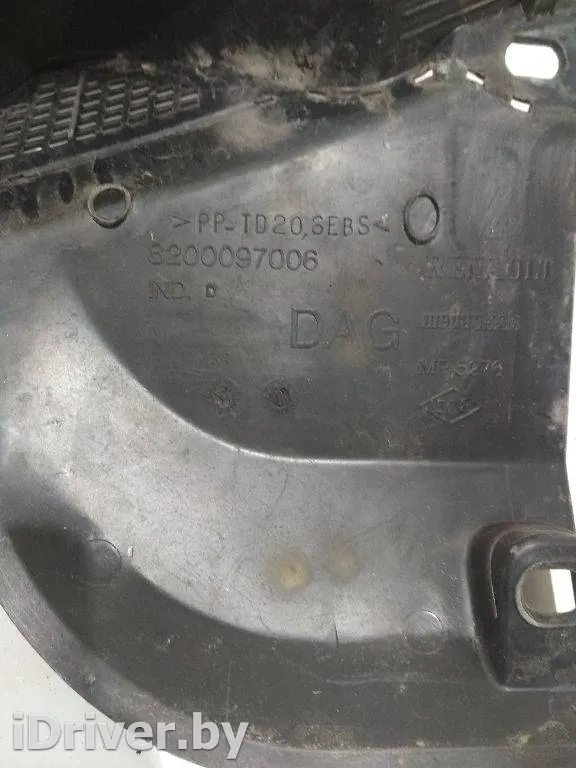 >PP-TD20,SEBS<
8200097006
RENAULT
IND. D
DAG
MP 5276
iDriver.by